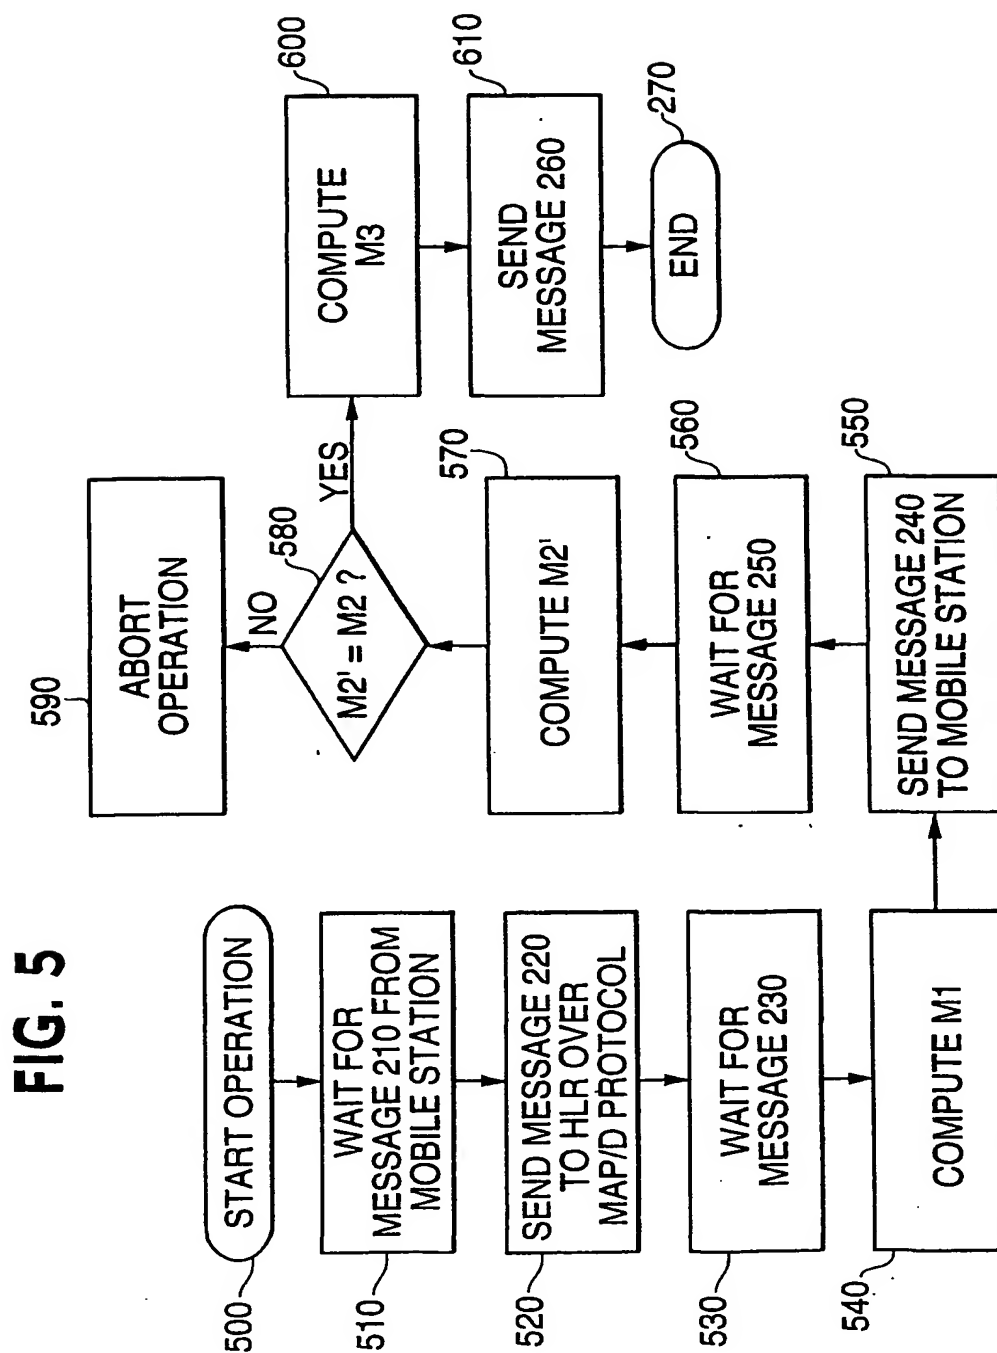 FIG. 5
500
START OPERATION
510
WAIT FOR
MESSAGE 210 FROM
MOBILE STATION
520
SEND MESSAGE 220
TO HLR OVER
MAP/D PROTOCOL
530
WAIT FOR
MESSAGE 230
540
COMPUTE M1
550
SEND MESSAGE 240
TO MOBILE STATION
560
WAIT FOR
MESSAGE 250
570
COMPUTE M2'
580
M2' = M2 ?
NO
YES
590
ABORT
OPERATION
600
COMPUTE
M3
610
SEND
MESSAGE 260
270
END